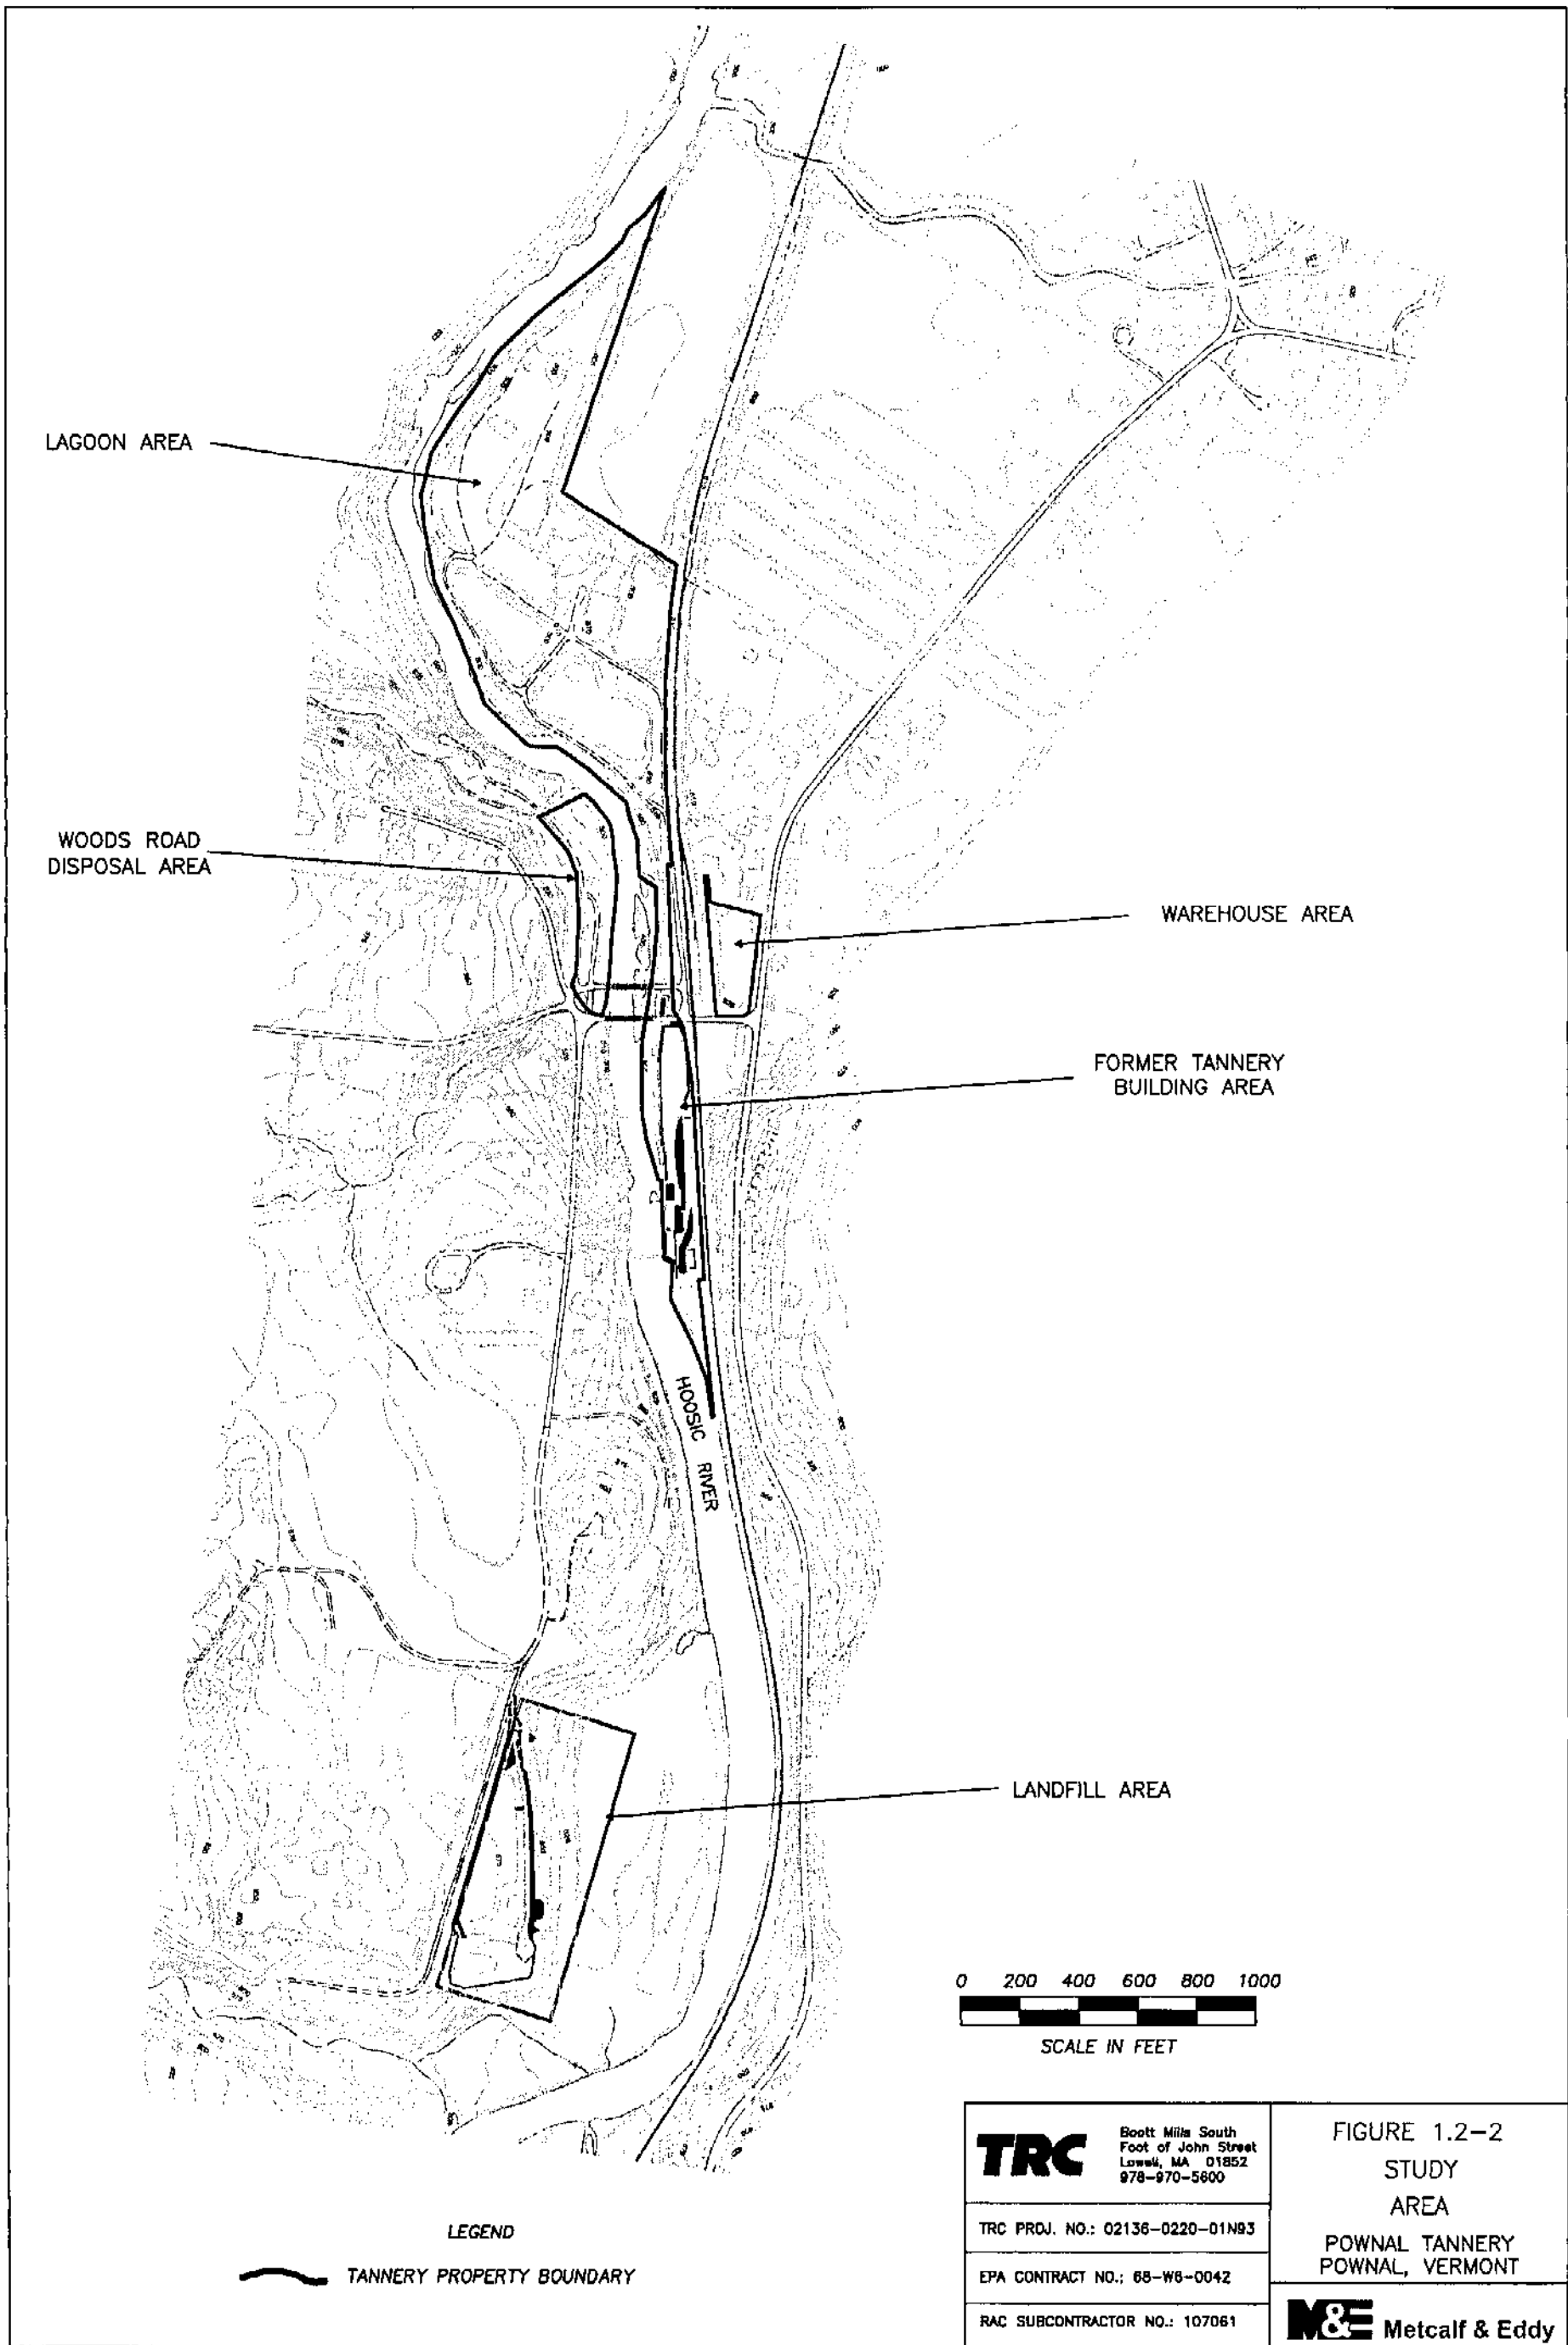 LAGOON AREA
WOODS ROAD
DISPOSAL AREA
WAREHOUSE AREA
FORMER TANNERY
BUILDING AREA
HOOSIC RIVER
LANDFILL AREA
0 200 400 600 800 1000
SCALE IN FEET
LEGEND
TANNERY PROPERTY BOUNDARY
TRC
Boott Mills South
Foot of John Street
Lowell, MA 01852
978-970-5600
TRC PROJ. NO.: 02136-0220-01N93
EPA CONTRACT NO.: 68-W6-0042
RAC SUBCONTRACTOR NO.: 107061
FIGURE 1.2-2
STUDY
AREA
POWNAL TANNERY
POWNAL, VERMONT
M&E Metcalf & Eddy